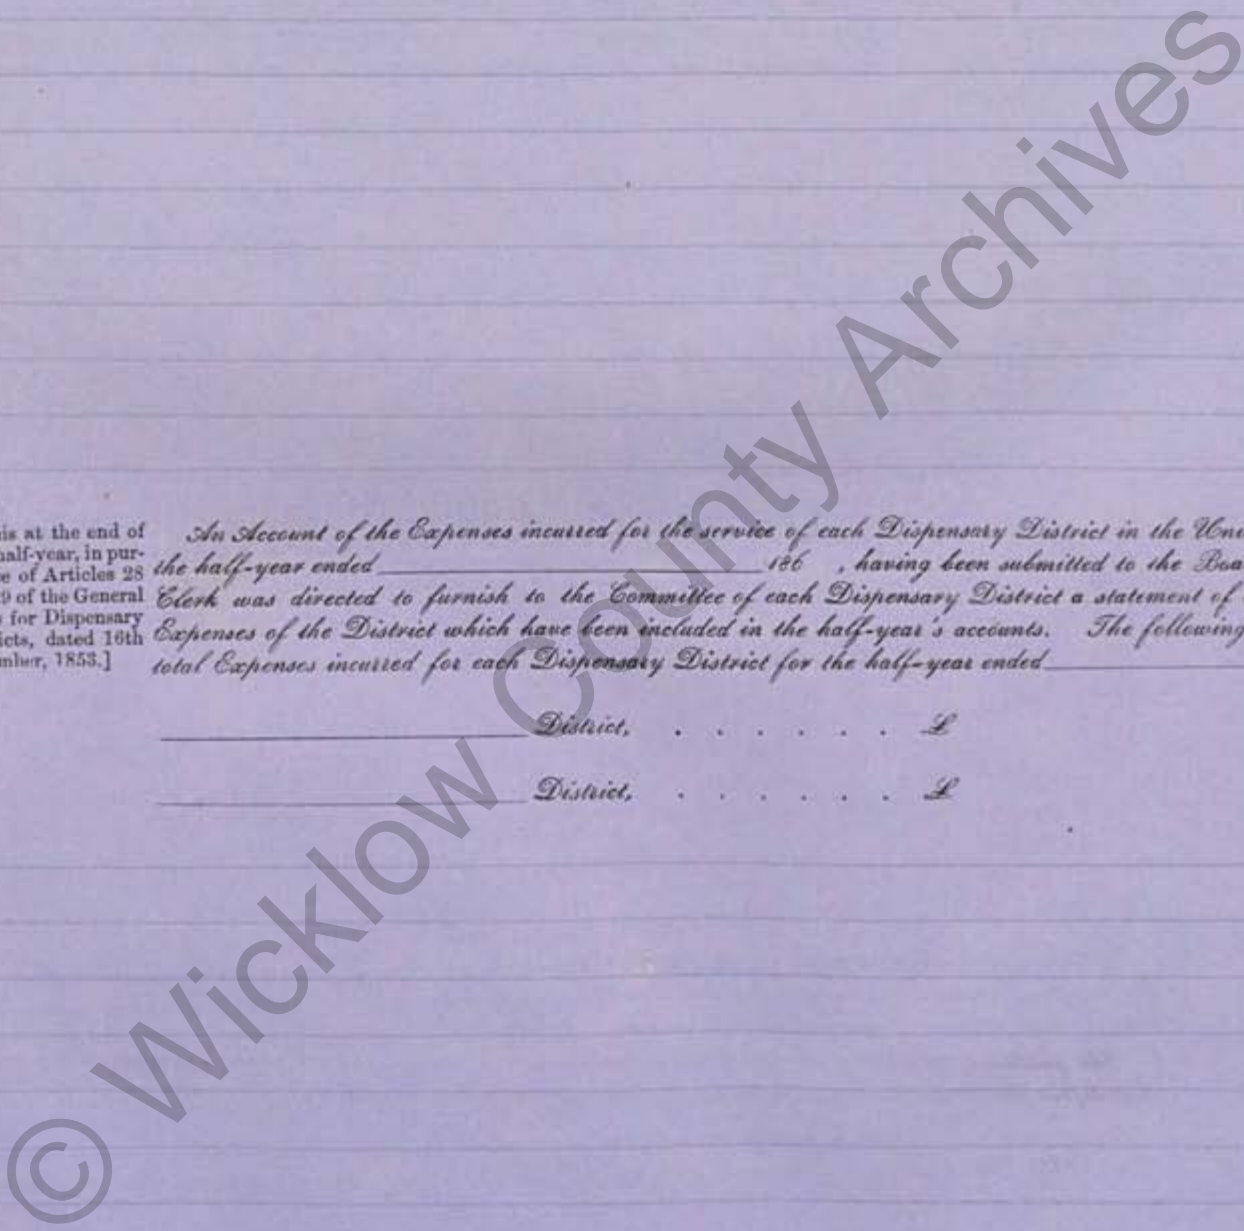 is at the end of
half-year, in pur-
e of Articles 28
9 of the General
for Dispensary
icts, dated 16th
mber, 1853.]
An Account of the Expenses incurred for the service of each Dispensary District in the Uni
the half-year ended 186 , having been submitted to the Boa
Clerk was directed to furnish to the Committee of each Dispensary District a statement of
Expenses of the District which have been included in the half-year's accounts. The following
total Expenses incurred for each Dispensary District for the half-year ended
District, . . . . . . £
District, . . . . . . £
© Wicklow County Archives